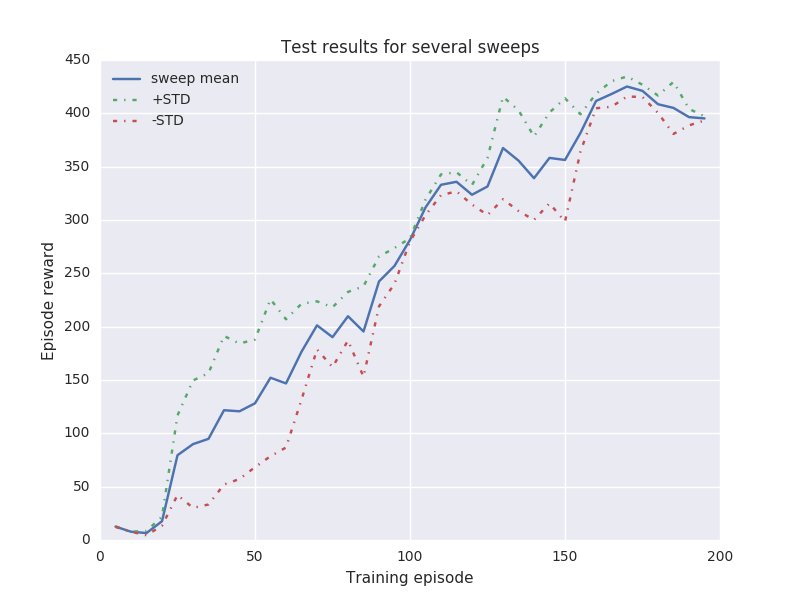 Test results for several sweeps
sweep mean
+STD
-STD
450
400
350
300
250
200
150
100
50
0
Episode reward
0 50 100 150 200
Training episode